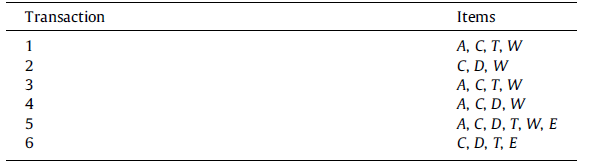 Transaction Items
1 A, C, T, W
2 C, D, W
3 A, C, T, W
4 A, C, D, W
5 A, C, D, T, W, E
6 C, D, T, E